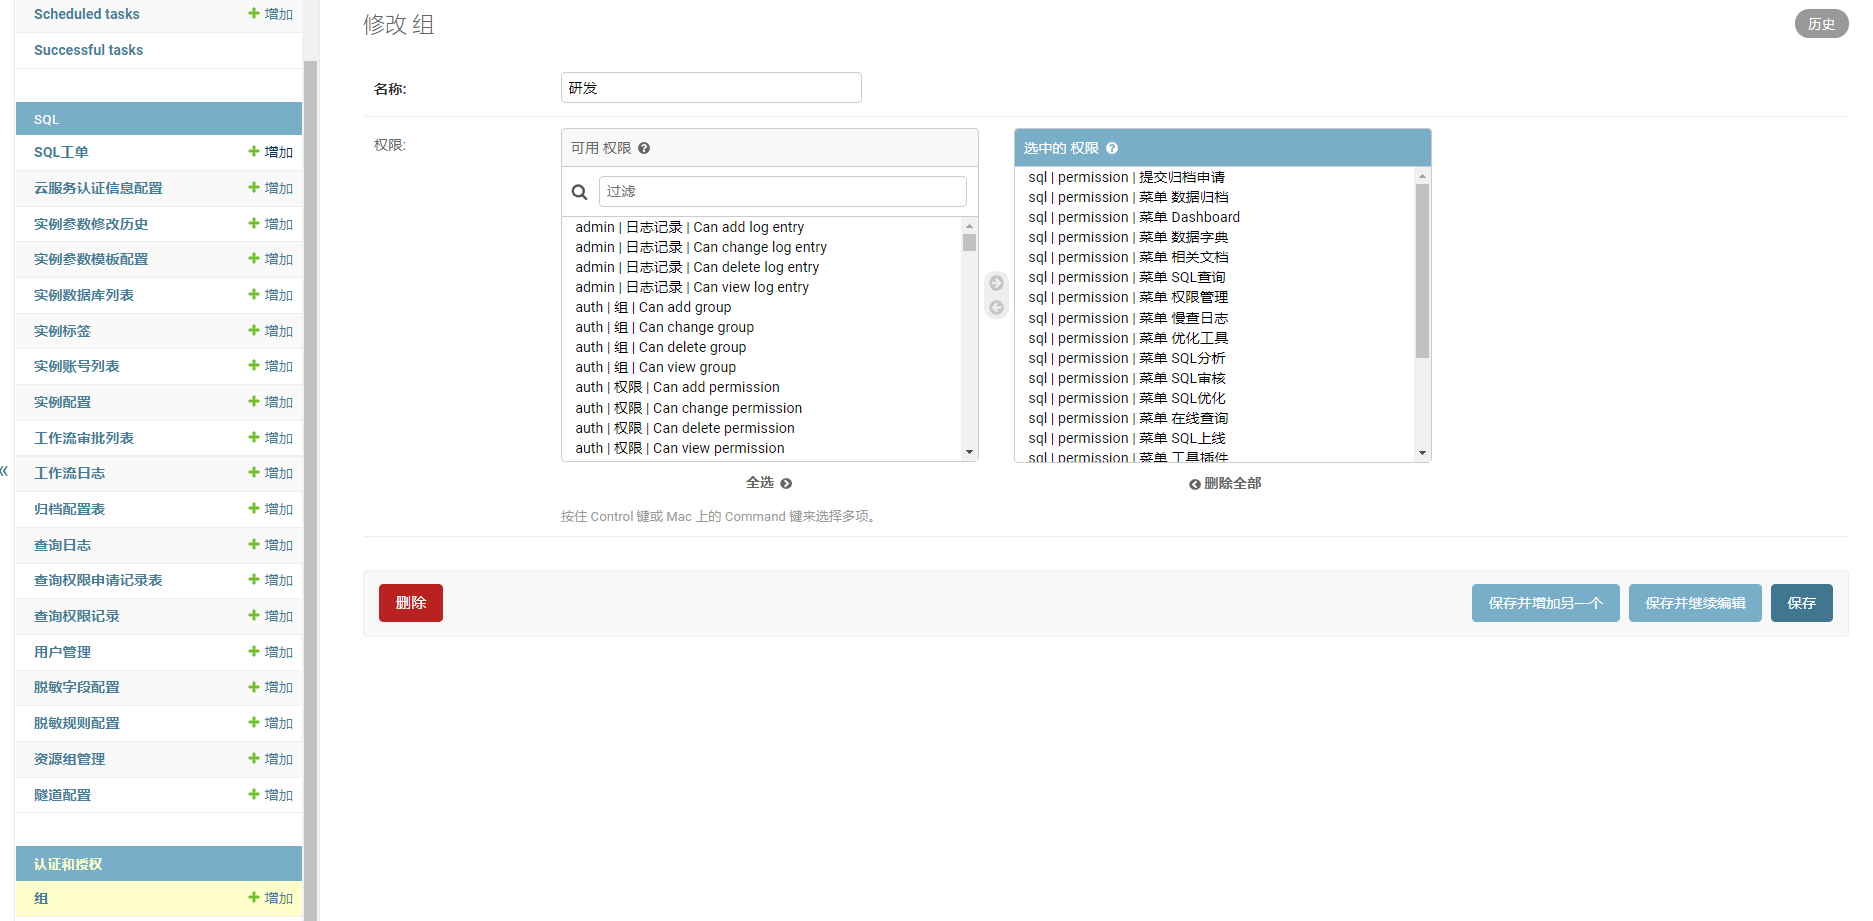 Scheduled tasks 增加
Successful tasks
SQL
SQL工单 增加
云服务认证信息配置 增加
实例参数修改历史 增加
实例参数模板配置 增加
实例数据库列表 增加
实例标签 增加
实例账号列表 增加
实例配置 增加
工作流审批列表 增加
工作流日志 增加
归档配置表 增加
查询日志 增加
查询权限申请记录表 增加
查询权限记录 增加
用户管理 增加
脱敏字段配置 增加
脱敏规则配置 增加
资源组管理 增加
隧道配置 增加
认证和授权
组 增加
«
修改 组
历史
名称:
研发
权限:
可用 权限
过滤
admin | 日志记录 | Can add log entry
admin | 日志记录 | Can change log entry
admin | 日志记录 | Can delete log entry
admin | 日志记录 | Can view log entry
auth | 组 | Can add group
auth | 组 | Can change group
auth | 组 | Can delete group
auth | 组 | Can view group
auth | 权限 | Can add permission
auth | 权限 | Can change permission
auth | 权限 | Can delete permission
auth | 权限 | Can view permission
全选
选中的 权限
sql | permission | 提交归档申请
sql | permission | 菜单 数据归档
sql | permission | 菜单 Dashboard
sql | permission | 菜单 数据字典
sql | permission | 菜单 相关文档
sql | permission | 菜单 SQL查询
sql | permission | 菜单 权限管理
sql | permission | 菜单 慢查日志
sql | permission | 菜单 优化工具
sql | permission | 菜单 SQL分析
sql | permission | 菜单 SQL审核
sql | permission | 菜单 SQL优化
sql | permission | 菜单 在线查询
sql | permission | 菜单 SQL上线
sql | permission | 菜单 工具插件
删除全部
按住 Control 键或 Mac 上的 Command 键来选择多项。
删除
保存并增加另一个
保存并继续编辑
保存